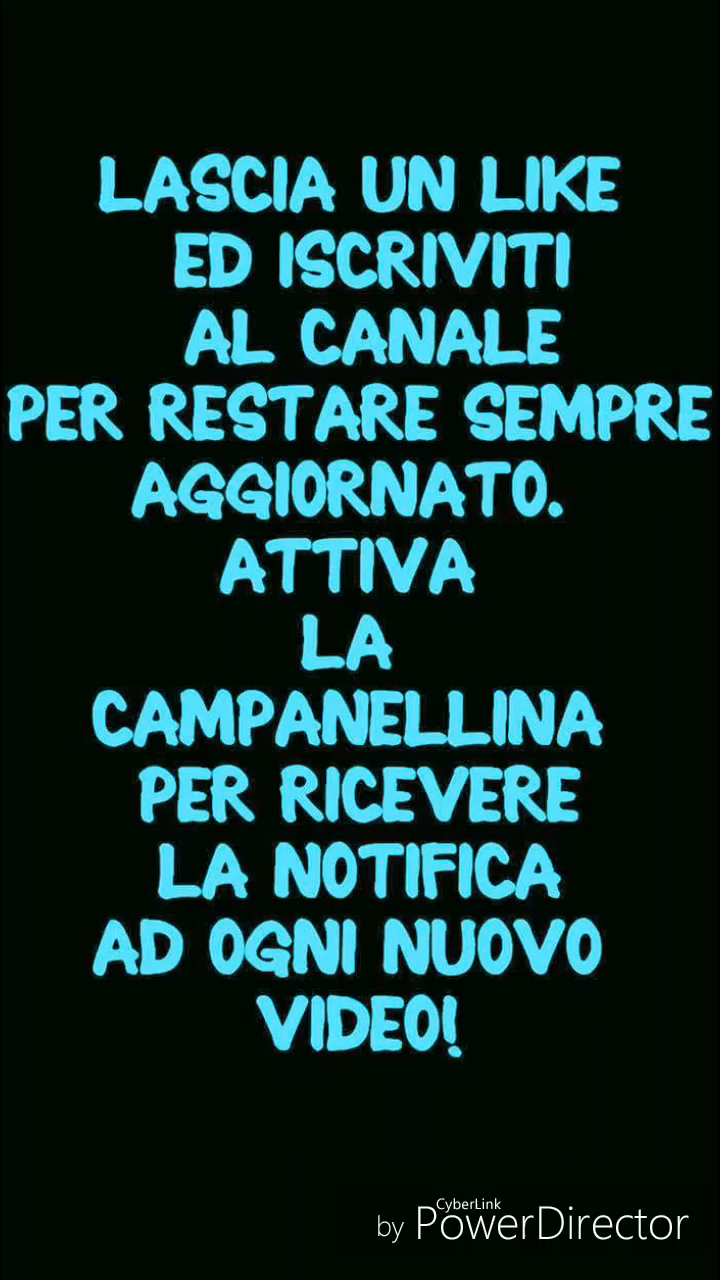 LASCIA UN LIKE
ED ISCRIVITI
AL CANALE
PER RESTARE SEMPRE
AGGIORNATO.
ATTIVA
LA
CAMPANELLINA
PER RICEVERE
LA NOTIFICA
AD OGNI NUOVO
VIDEO!
CyberLink
by PowerDirector